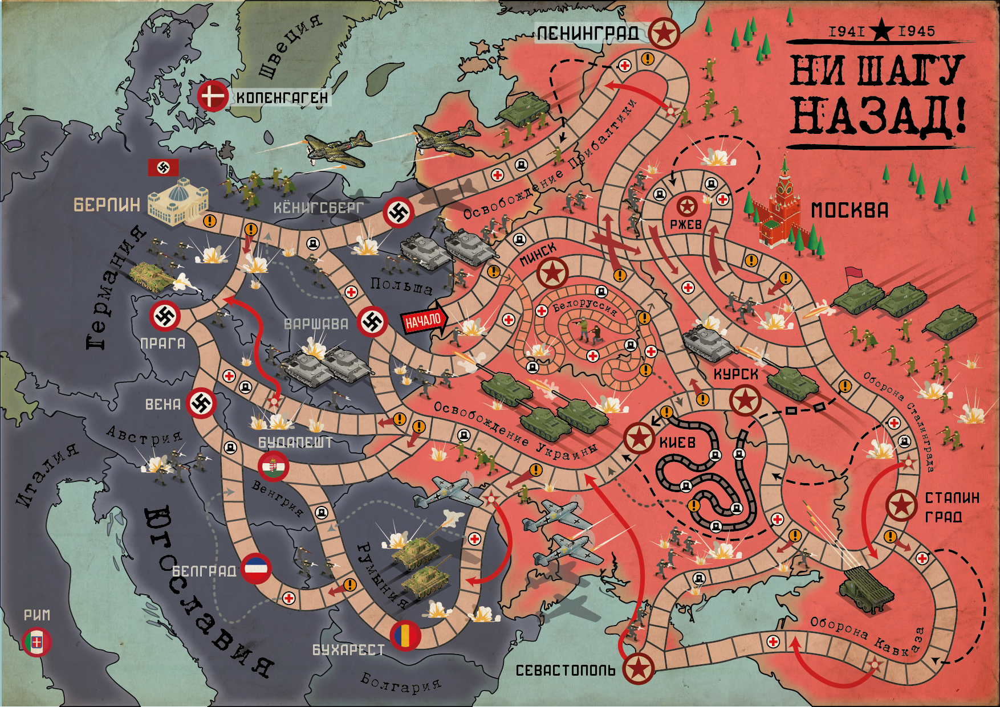 1941 1945
НИ ШАГУ
НАЗАД!
Швеция
ЛЕНИНГРАД
КОПЕНГАГЕН
Освобождение Прибалтики
БЕРЛИН
КЁНИГСБЕРГ
РЖЕВ
МОСКВА
Германия
МИНСК
Польша
Белоруссия
ВАРШАВА
НАЧАЛО
ПРАГА
КУРСК
Оборона Сталинграда
ВЕНА
Освобождение Украины
Австрия
БУДАПЕШТ
КИЕВ
Италия
Венгрия
СТАЛИН
ГРАД
Югославия
БЕЛГРАД
Румыния
РИМ
Оборона Кавказа
БУХАРЕСТ
СЕВАСТОПОЛЬ
Болгария